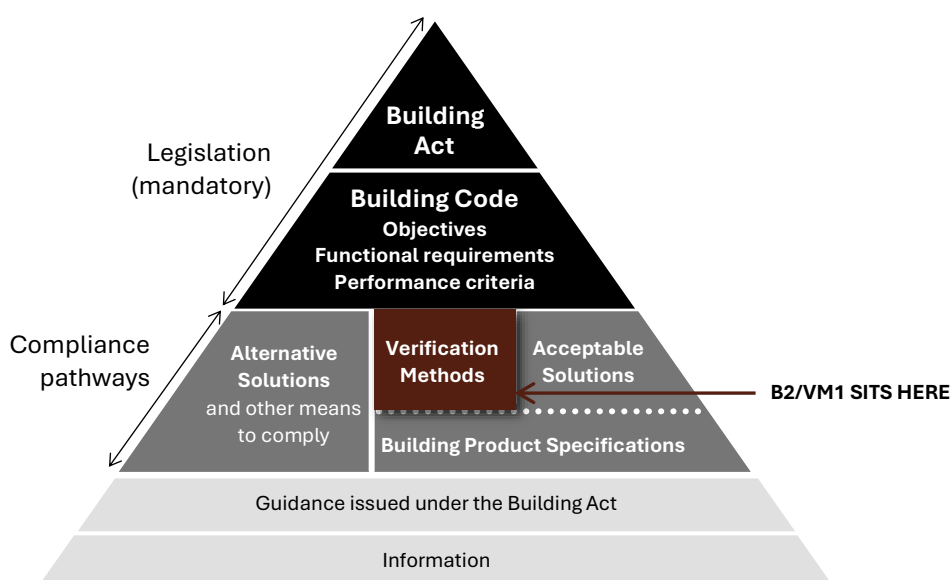 Building
Act
Legislation
(mandatory)
Building Code
Objectives
Functional requirements
Performance criteria
Compliance
pathways
Alternative
Solutions
and other means
to comply
Verification
Methods
Acceptable
Solutions
B2/VM1 SITS HERE
Building Product Specifications
Guidance issued under the Building Act
Information